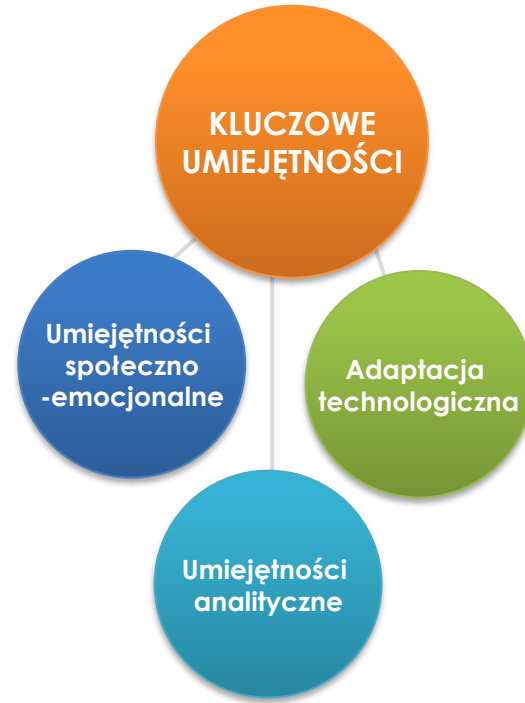 KLUCZOWE
UMIEJĘTNOŚCI
Umiejętności
społeczno
-emocjonalne
Adaptacja
technologiczna
Umiejętności
analityczne